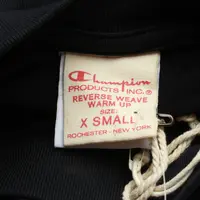 Champion
PRODUCTS INC.
REVERSE WEAVE
WARM UP
SIZE:
X SMALL
ROCHESTER - NEW YORK